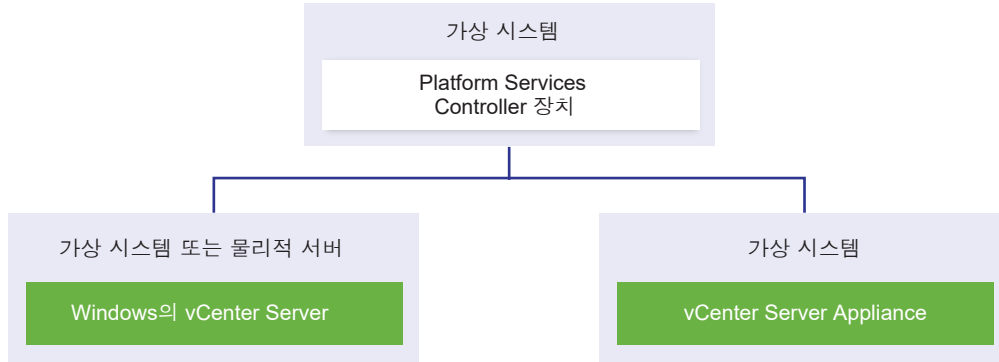 가상 시스템
Platform Services
Controller 장치
가상 시스템 또는 물리적 서버
Windows의 vCenter Server
가상 시스템
vCenter Server Appliance